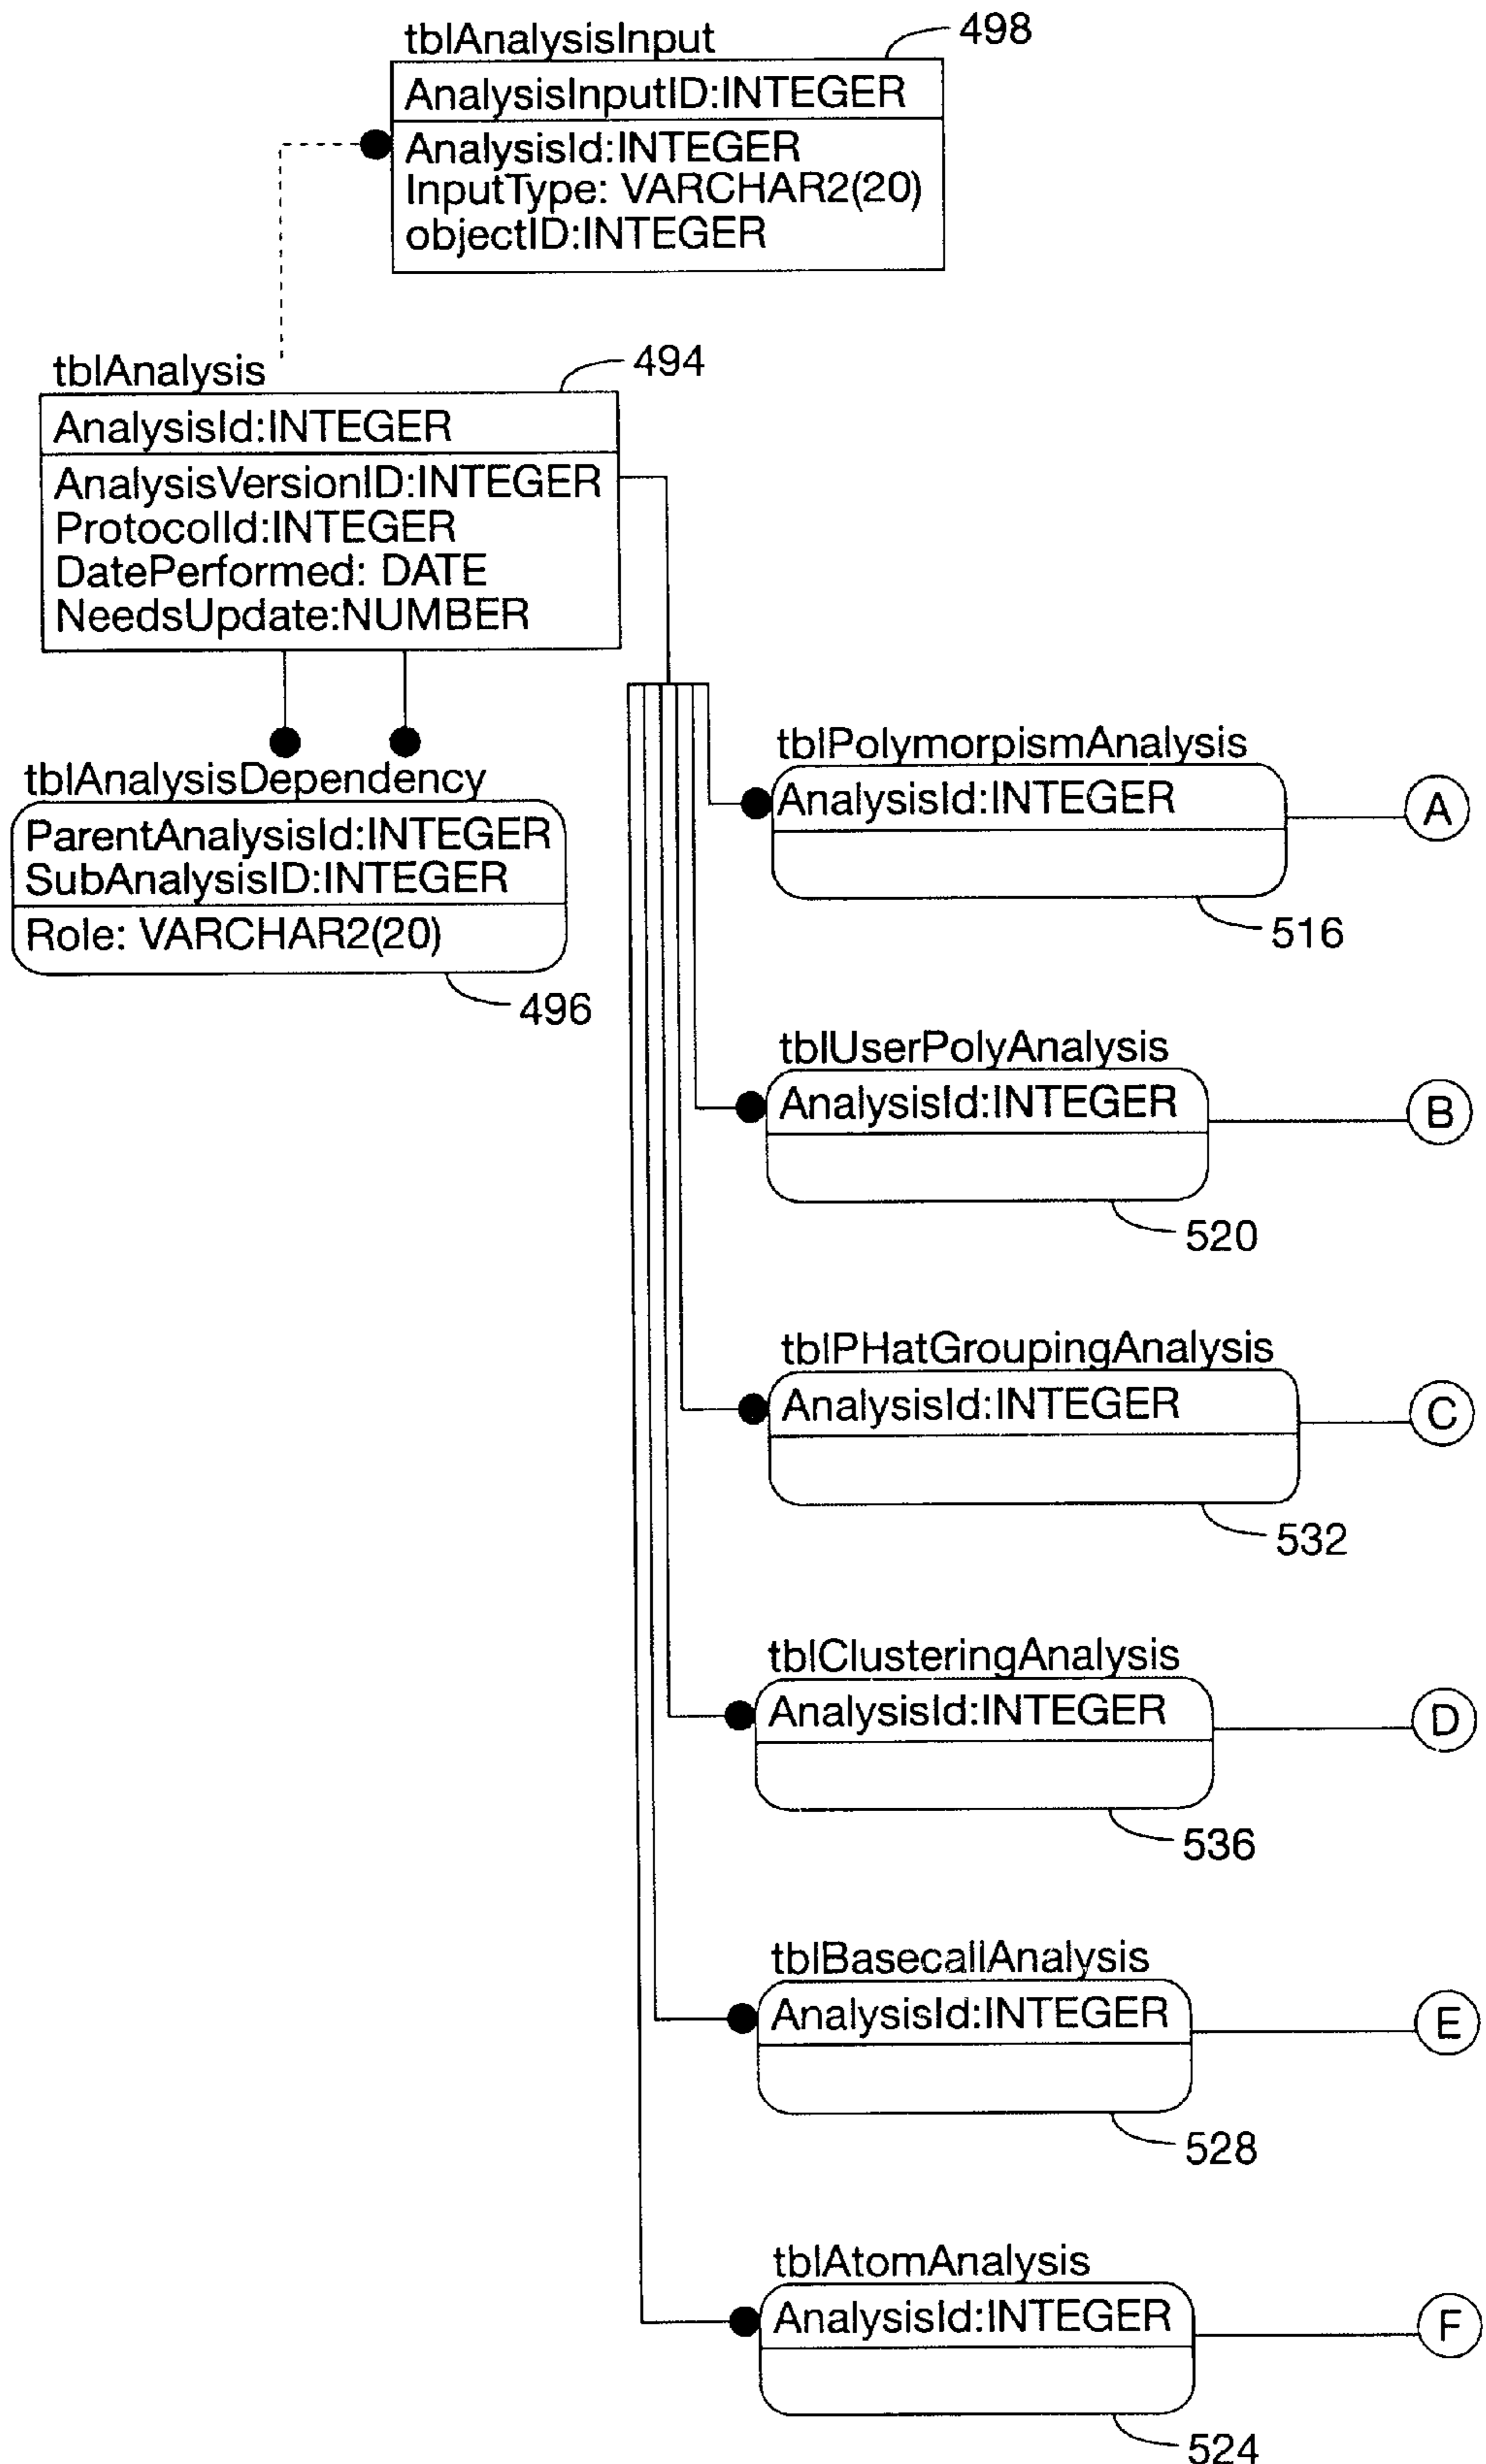 tblAnalysisInput
498
AnalysisInputID:INTEGER
AnalysisId:INTEGER
InputType: VARCHAR2(20)
objectID:INTEGER
tblAnalysis
494
AnalysisId:INTEGER
AnalysisVersionID:INTEGER
ProtocolId:INTEGER
DatePerformed: DATE
NeedsUpdate:NUMBER
tblAnalysisDependency
ParentAnalysisId:INTEGER
SubAnalysisID:INTEGER
Role: VARCHAR2(20)
496
tblPolymorpismAnalysis
AnalysisId:INTEGER
A
516
tblUserPolyAnalysis
AnalysisId:INTEGER
B
520
tblPHatGroupingAnalysis
AnalysisId:INTEGER
C
532
tblClusteringAnalysis
AnalysisId:INTEGER
D
536
tblBasecallAnalysis
AnalysisId:INTEGER
E
528
tblAtomAnalysis
AnalysisId:INTEGER
F
524